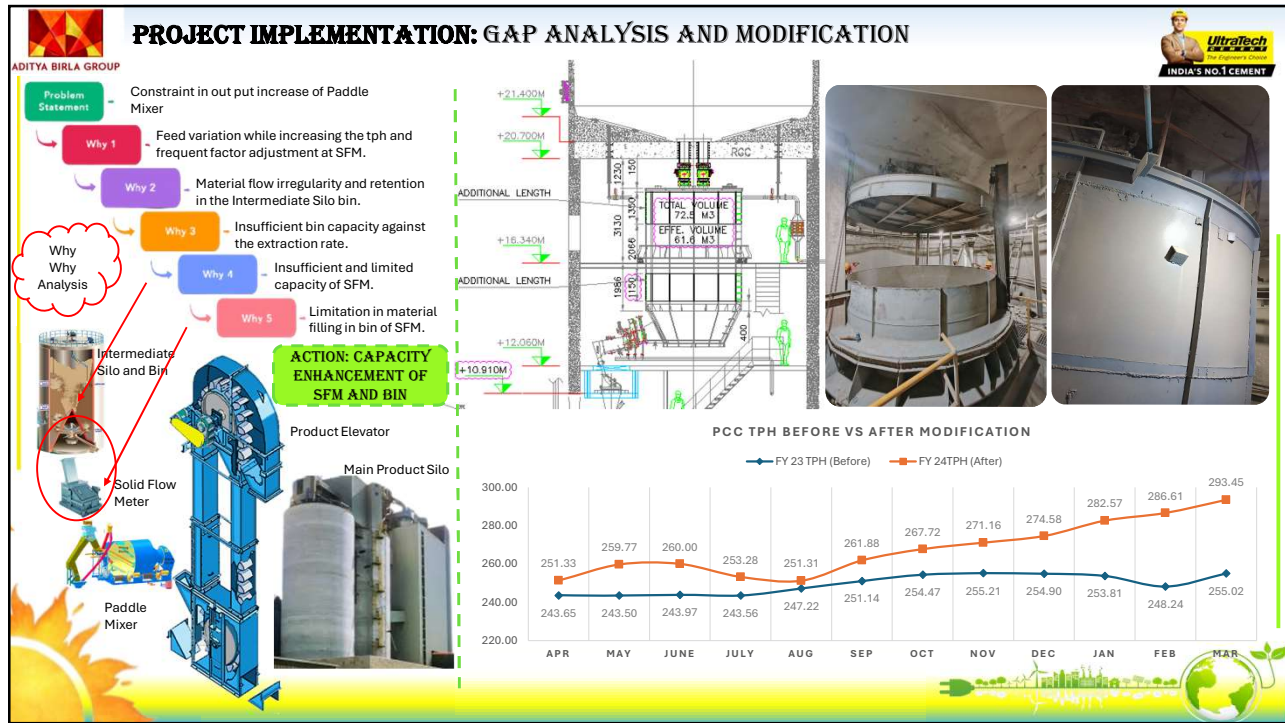 PROJECT IMPLEMENTATION: GAP ANALYSIS AND MODIFICATION
ADITYA BIRLA GROUP
UltraTech
CEMENT
The Engineer's Choice
INDIA'S NO.1 CEMENT
Problem
Statement
Constraint in out put increase of Paddle
Mixer
Why 1
Feed variation while increasing the tph and
frequent factor adjustment at SFM.
Why 2
Material flow irregularity and retention
in the Intermediate Silo bin.
Why 3
Insufficient bin capacity against
the extraction rate.
Why 4
Insufficient and limited
capacity of SFM.
Why 5
Limitation in material
filling in bin of SFM.
Why
Why
Analysis
ACTION: CAPACITY
ENHANCEMENT OF
SFM AND BIN
Intermediate
Silo and Bin
Product Elevator
Main Product Silo
Solid Flow
Meter
Paddle
Mixer
+21.400M
+20.700M
RCC
150
1230
ADDITIONAL LENGTH
TOTAL VOLUME
72.5 M3
EFFE. VOLUME
61.6 M3
1350
3130
2066
+16.340M
ADDITIONAL LENGTH
1986
1150
400
+12.060M
+10.910M
PCC TPH BEFORE VS AFTER MODIFICATION
FY 23 TPH (Before)
FY 24TPH (After)
300.00
280.00
260.00
240.00
220.00
251.33 259.77 260.00 253.28 251.31 261.88 267.72 271.16 274.58 282.57 286.61 293.45
243.65 243.50 243.97 243.56 247.22 251.14 254.47 255.21 254.90 253.81 248.24 255.02
APR MAY JUNE JULY AUG SEP OCT NOV DEC JAN FEB MAR